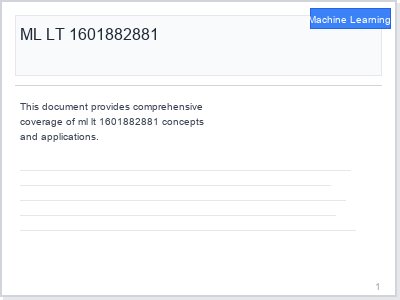 Machine Learning
ML LT 1601882881
This document provides comprehensive
coverage of ml lt 1601882881 concepts
and applications.
1